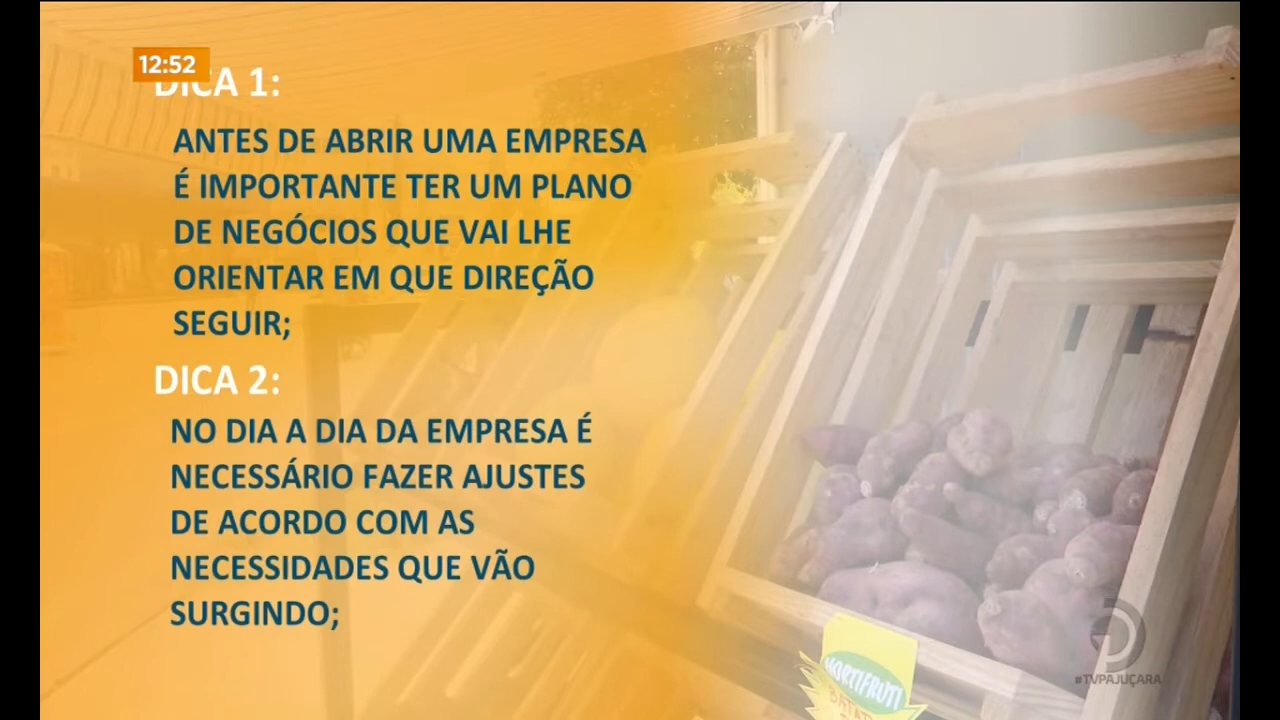 12:52
DICA 1:
ANTES DE ABRIR UMA EMPRESA
É IMPORTANTE TER UM PLANO
DE NEGÓCIOS QUE VAI LHE
ORIENTAR EM QUE DIREÇÃO
SEGUIR;
DICA 2:
NO DIA A DIA DA EMPRESA É
NECESSÁRIO FAZER AJUSTES
DE ACORDO COM AS
NECESSIDADES QUE VÃO
SURGINDO;
#TVPAJUÇARA
HORTIFRUTI